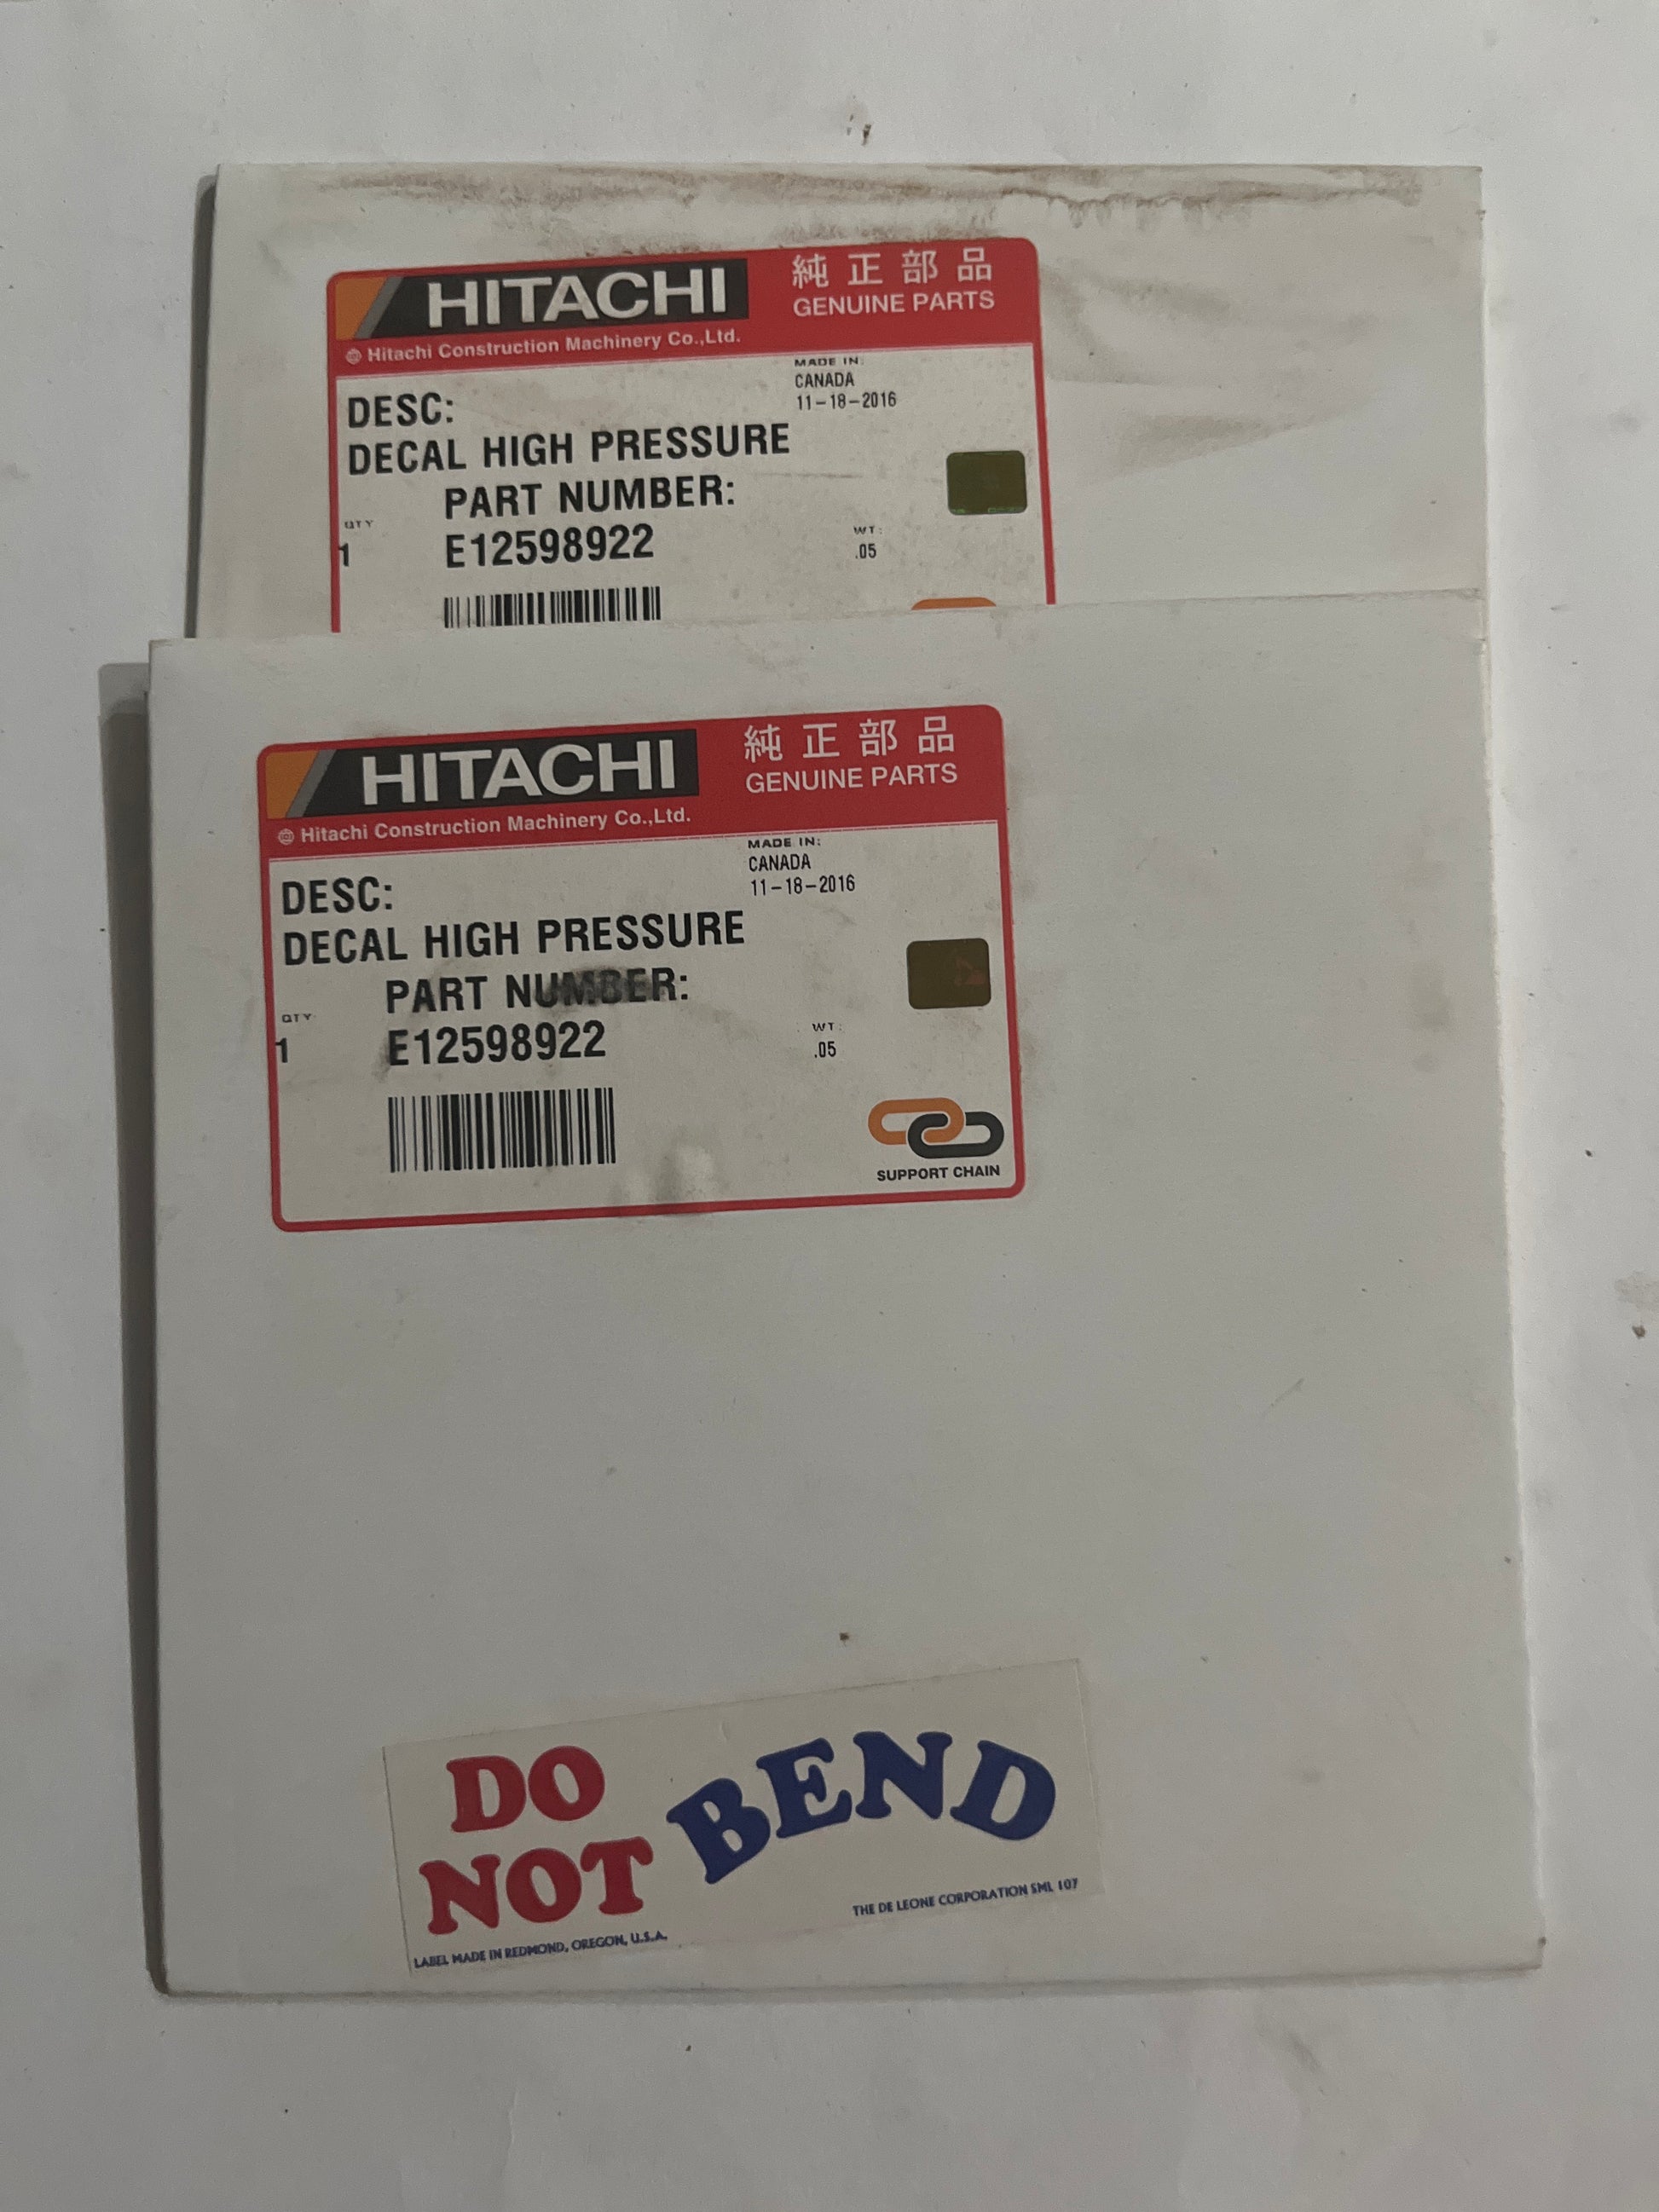 HITACHI
純正部品
GENUINE PARTS
Hitachi Construction Machinery Co.,Ltd.
MADE IN:
CANADA
11-18-2016
DESC:
DECAL HIGH PRESSURE
PART NUMBER:
QTY
1
E12598922
WT:
.05
HITACHI
純正部品
GENUINE PARTS
Hitachi Construction Machinery Co.,Ltd.
MADE IN:
CANADA
11-18-2016
DESC:
DECAL HIGH PRESSURE
PART NUMBER:
QTY
1
E12598922
WT:
.05
SUPPORT CHAIN
DO
NOT
BEND
LABEL MADE IN REDMOND, OREGON, U.S.A.
THE DE LEONE CORPORATION SML 107